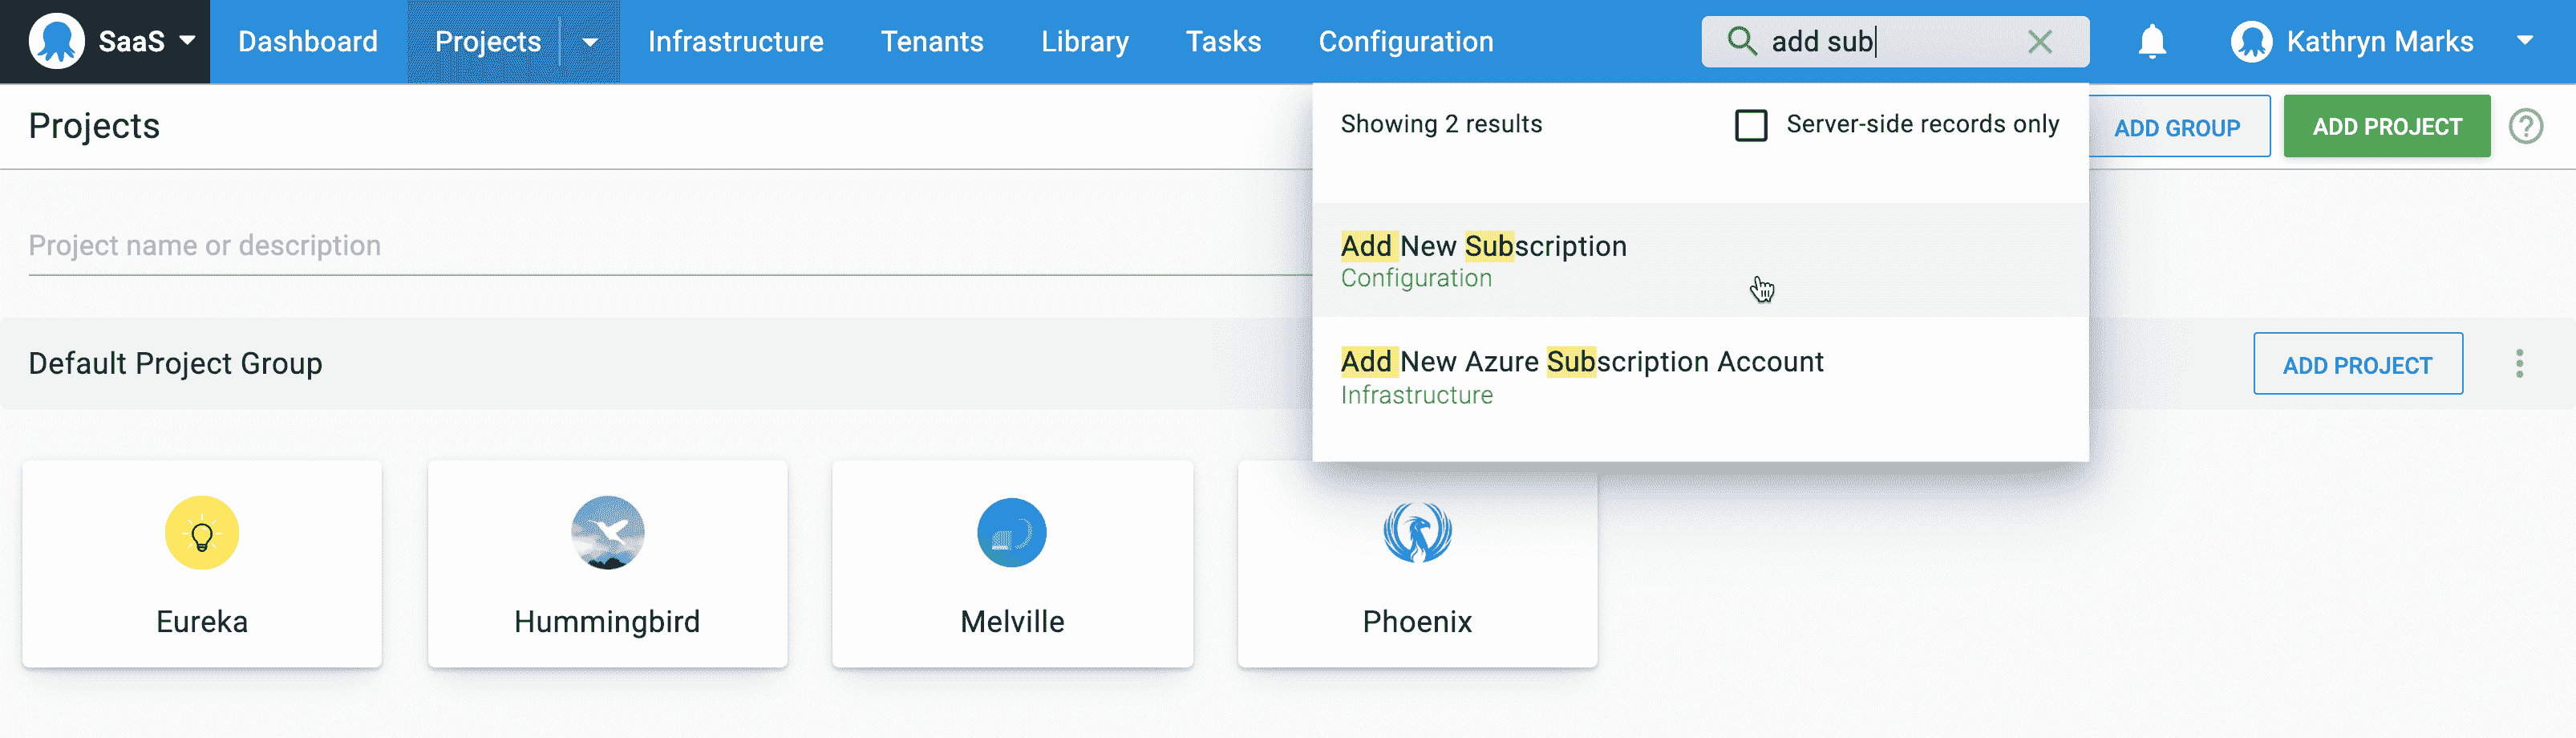 SaaS Dashboard Projects Infrastructure Tenants Library Tasks Configuration add sub Kathryn Marks
Projects
Showing 2 results
Server-side records only
ADD GROUP
ADD PROJECT
?
Project name or description
Add New Subscription
Configuration
Add New Azure Subscription Account
Infrastructure
Default Project Group
ADD PROJECT
Eureka
Hummingbird
Melville
Phoenix